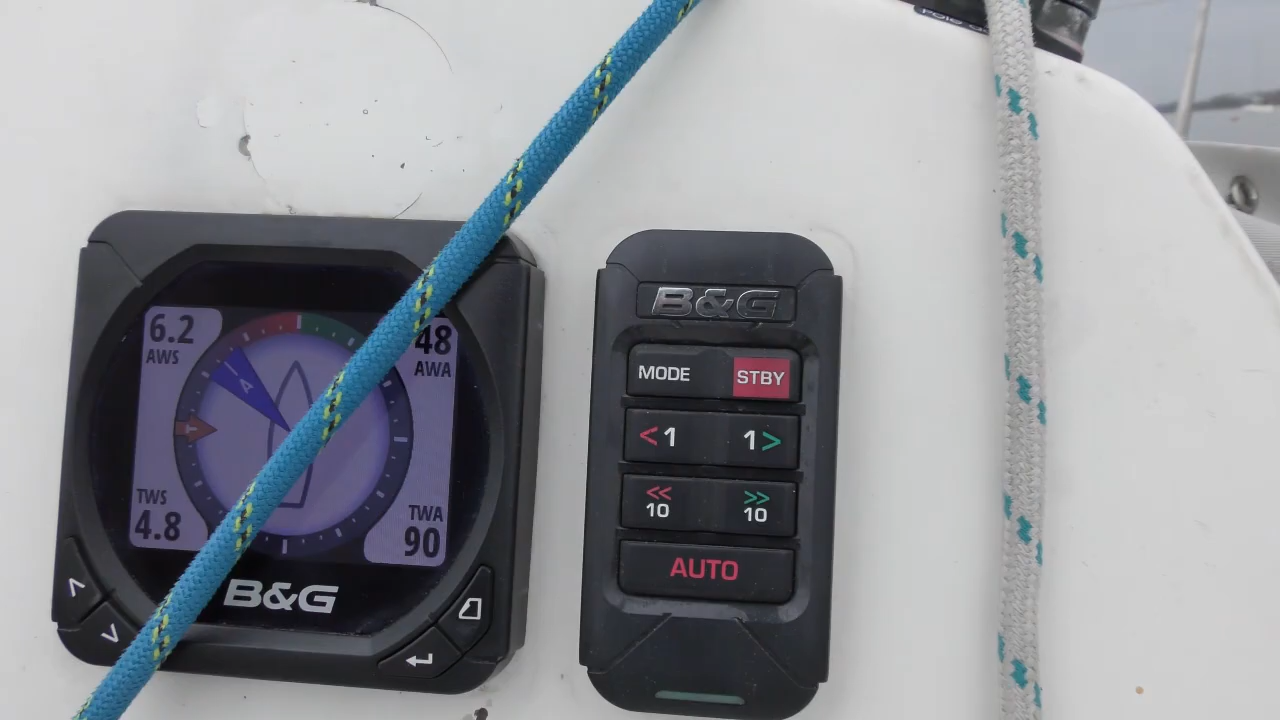 6.2
AWS
48
AWA
A
T
TWS
4.8
TWA
90
B&G
B&G
MODE STBY
<1 1>
<< >>
10 10
AUTO